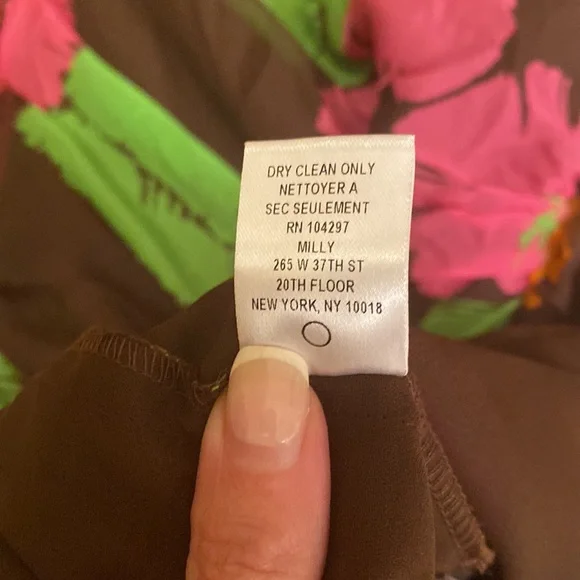 DRY CLEAN ONLY
NETTOYER A
SEC SEULEMENT
RN 104297
MILLY
265 W 37TH ST
20TH FLOOR
NEW YORK, NY 10018